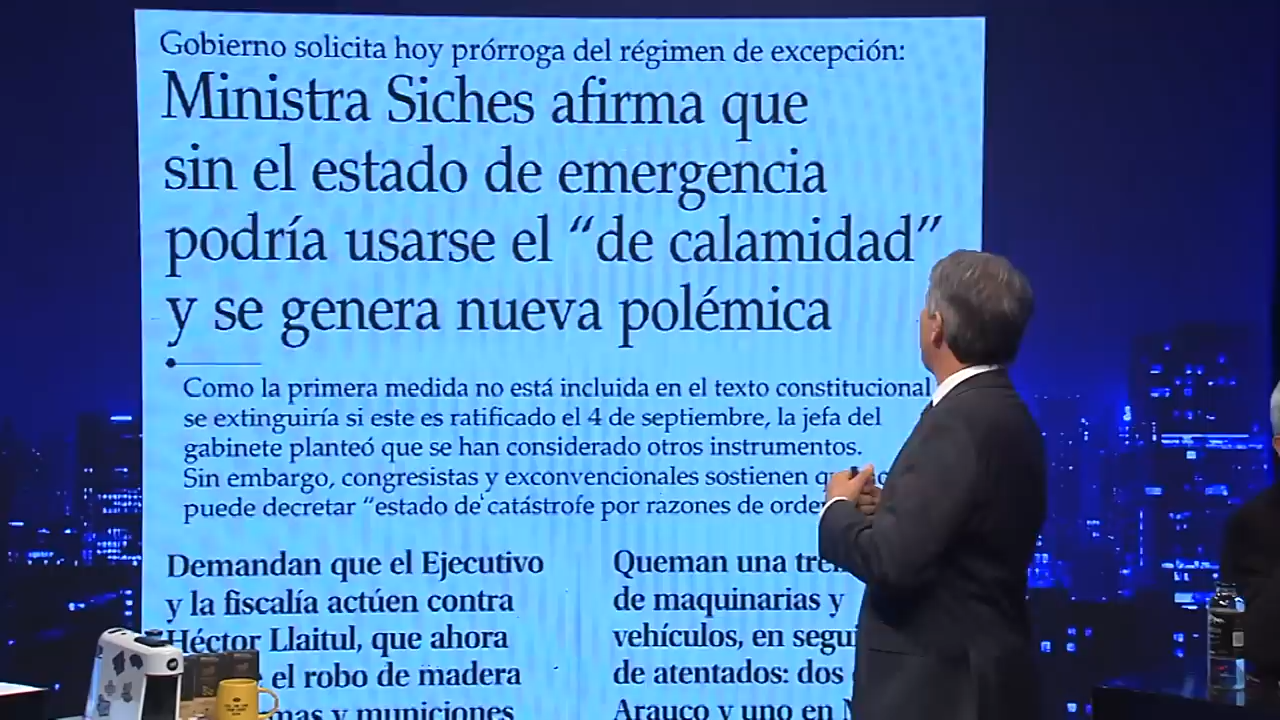 Gobierno solicita hoy prórroga del régimen de excepción:
Ministra Siches afirma que
sin el estado de emergencia
podría usarse el “de calamidad”
y se genera nueva polémica
Como la primera medida no está incluida en el texto constitucional
se extinguiría si este es ratificado el 4 de septiembre, la jefa del
gabinete planteó que se han considerado otros instrumentos.
Sin embargo, congresistas y exconvencionales sostienen
puede decretar “estado de catástrofe por razones de
Demandan que el Ejecutivo
y la fiscalía actúen contra
Héctor Llaitul, que ahora
el robo de madera
y municiones
Queman una
de maquinarias y
vehículos, en
de atentados: dos
Arauco y uno en